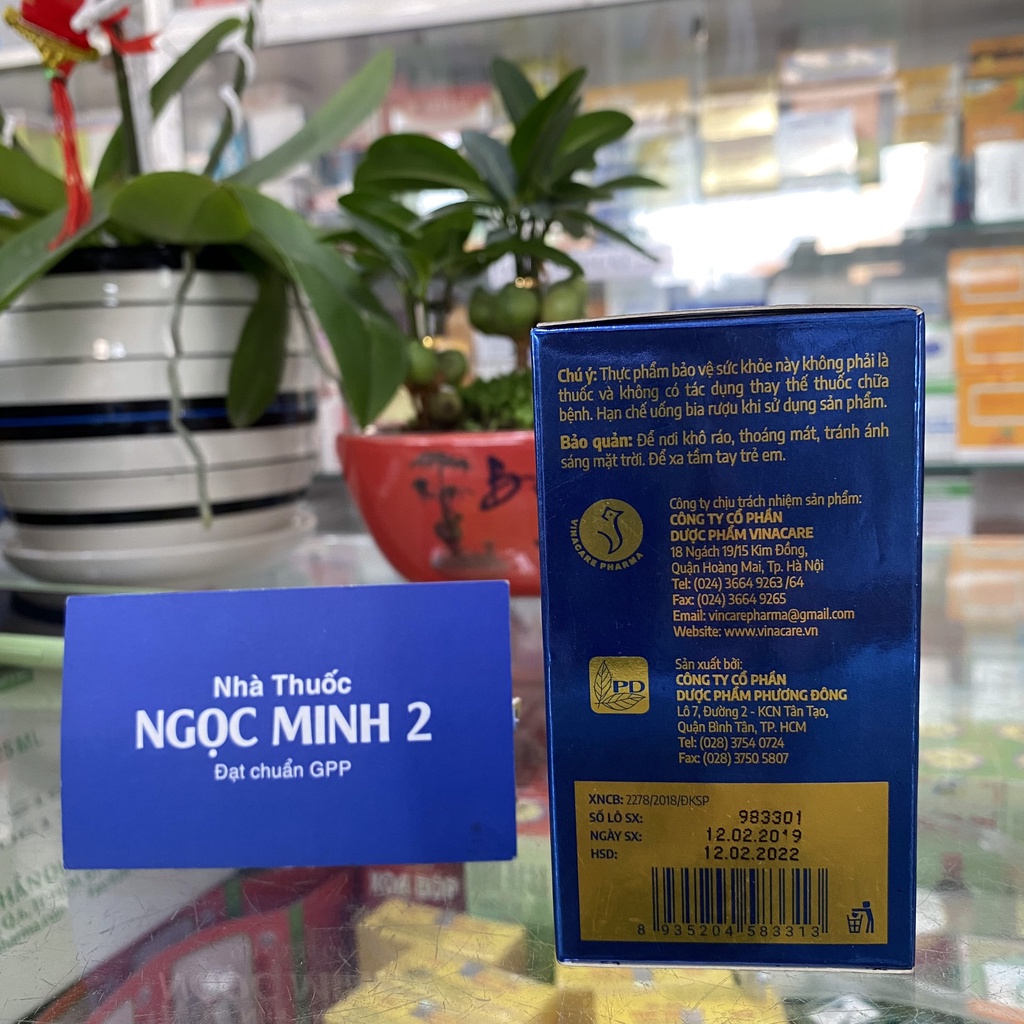 Nhà Thuốc
NGỌC MINH 2
Đạt chuẩn GPP
Chú ý: Thực phẩm bảo vệ sức khỏe này không phải là
thuốc và không có tác dụng thay thế thuốc chữa
bệnh. Hạn chế uống bia rượu khi sử dụng sản phẩm.
Bảo quản: Để nơi khô ráo, thoáng mát, tránh ánh
sáng mặt trời. Để xa tầm tay trẻ em.
VINACARE PHARMA
Công ty chịu trách nhiệm sản phẩm:
CÔNG TY CỔ PHẦN
DƯỢC PHẨM VINACARE
18 Ngách 19/15 Kim Đồng,
Quận Hoàng Mai, Tp. Hà Nội
Tel: (024) 3664 9263 /64
Fax: (024) 3664 9265
Email: vincarepharma@gmail.com
Website: www.vinacare.vn
PD
Sản xuất bởi:
CÔNG TY CỔ PHẦN
DƯỢC PHẨM PHƯƠNG ĐÔNG
Lô 7, Đường 2 - KCN Tân Tạo,
Quận Bình Tân, TP. HCM
Tel: (028) 3754 0724
Fax: (028) 3750 5807
XNCB: 2278/2018/ĐKSP
SỐ LÔ SX: 983301
NGÀY SX: 12.02.2019
HSD: 12.02.2022
8 935204 583313